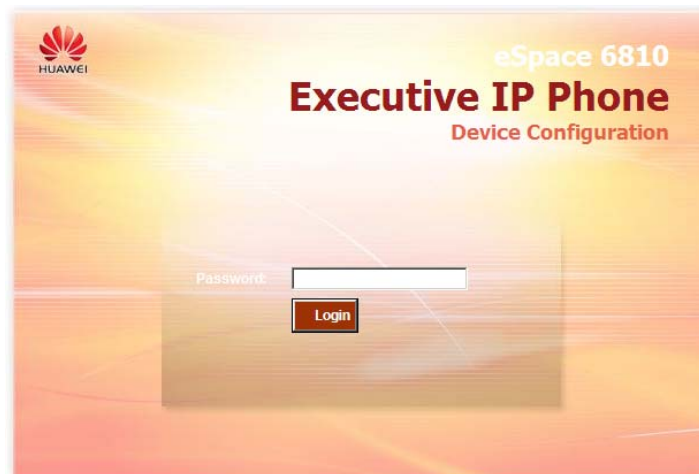 HUAWEI
eSpace 6810
Executive IP Phone
Device Configuration
Password:
Login